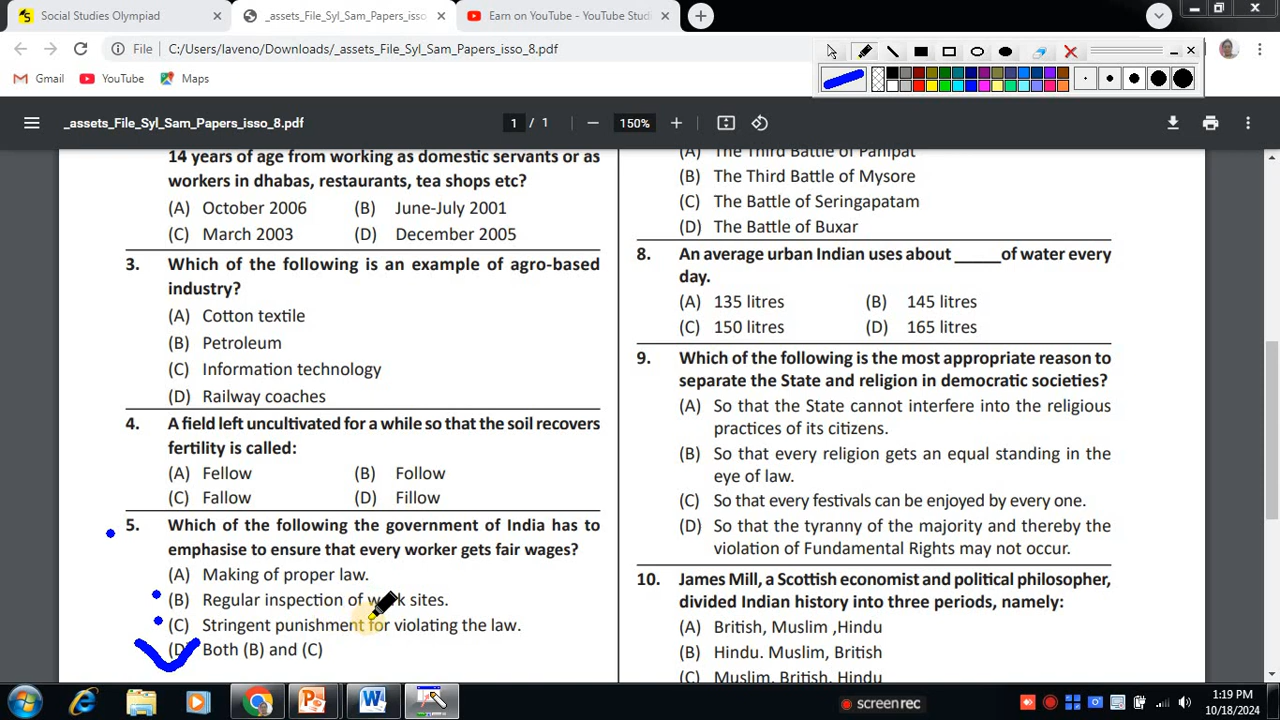 Social Studies Olympiad
_assets_File_Syl_Sam_Papers_isso
Earn on YouTube - YouTube Stud
File
C:/Users/laveno/Downloads/_assets_File_Syl_Sam_Papers_isso_8.pdf
Gmail
YouTube
Maps
_assets_File_Syl_Sam_Papers_isso_8.pdf
1 / 1
150%
14 years of age from working as domestic servants or as
workers in dhabas, restaurants, tea shops etc?
(A) October 2006 (B) June-July 2001
(C) March 2003 (D) December 2005
3. Which of the following is an example of agro-based
industry?
(A) Cotton textile
(B) Petroleum
(C) Information technology
(D) Railway coaches
4. A field left uncultivated for a while so that the soil recovers
fertility is called:
(A) Fellow (B) Follow
(C) Fallow (D) Fillow
5. Which of the following the government of India has to
emphasise to ensure that every worker gets fair wages?
(A) Making of proper law.
(B) Regular inspection of work sites.
(C) Stringent punishment for violating the law.
(D) Both (B) and (C)
(A) The Third Battle of Panipat
(B) The Third Battle of Mysore
(C) The Battle of Seringapatam
(D) The Battle of Buxar
8. An average urban Indian uses about _____of water every
day.
(A) 135 litres (B) 145 litres
(C) 150 litres (D) 165 litres
9. Which of the following is the most appropriate reason to
separate the State and religion in democratic societies?
(A) So that the State cannot interfere into the religious
practices of its citizens.
(B) So that every religion gets an equal standing in the
eye of law.
(C) So that every festivals can be enjoyed by every one.
(D) So that the tyranny of the majority and thereby the
violation of Fundamental Rights may not occur.
10. James Mill, a Scottish economist and political philosopher,
divided Indian history into three periods, namely:
(A) British, Muslim ,Hindu
(B) Hindu. Muslim, British
(C) Muslim, British, Hindu
screenrec
1:19 PM
10/18/2024